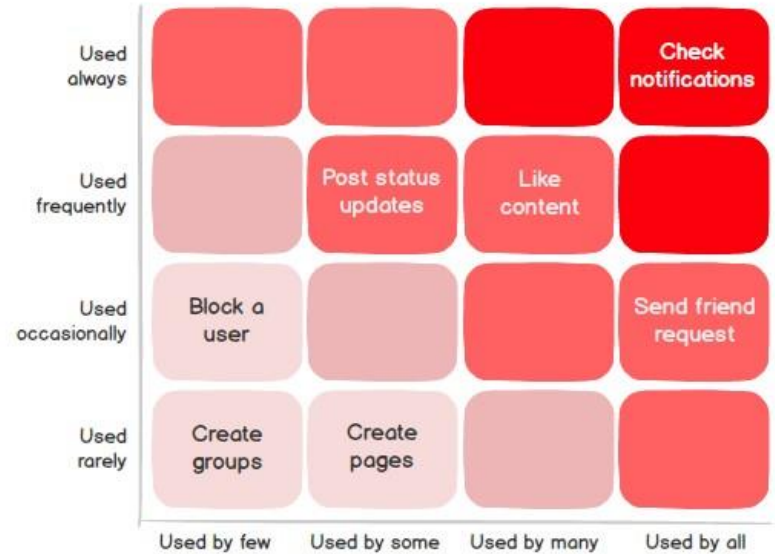 Used
always
Check
notifications
Used
frequently
Post status
updates
Like
content
Used
occasionally
Block a
user
Send friend
request
Used
rarely
Create
groups
Create
pages
Used by few
Used by some
Used by many
Used by all